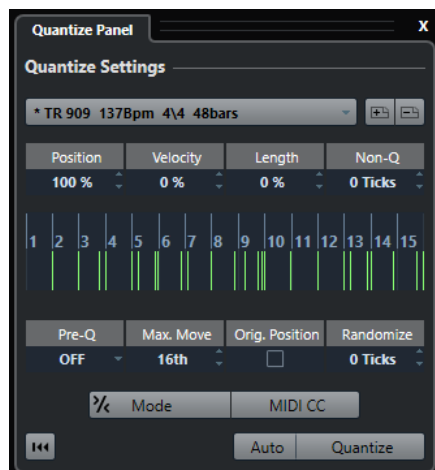 Quantize Panel X
Quantize Settings
* TR 909 137Bpm 4\4 48bars
Position Velocity Length Non-Q
100 % 0 % 0 % 0 Ticks
1 2 3 4 5 6 7 8 9 10 11 12 13 14 15
Pre-Q Max. Move Orig. Position Randomize
OFF 16th 0 Ticks
Mode MIDI CC
Auto Quantize